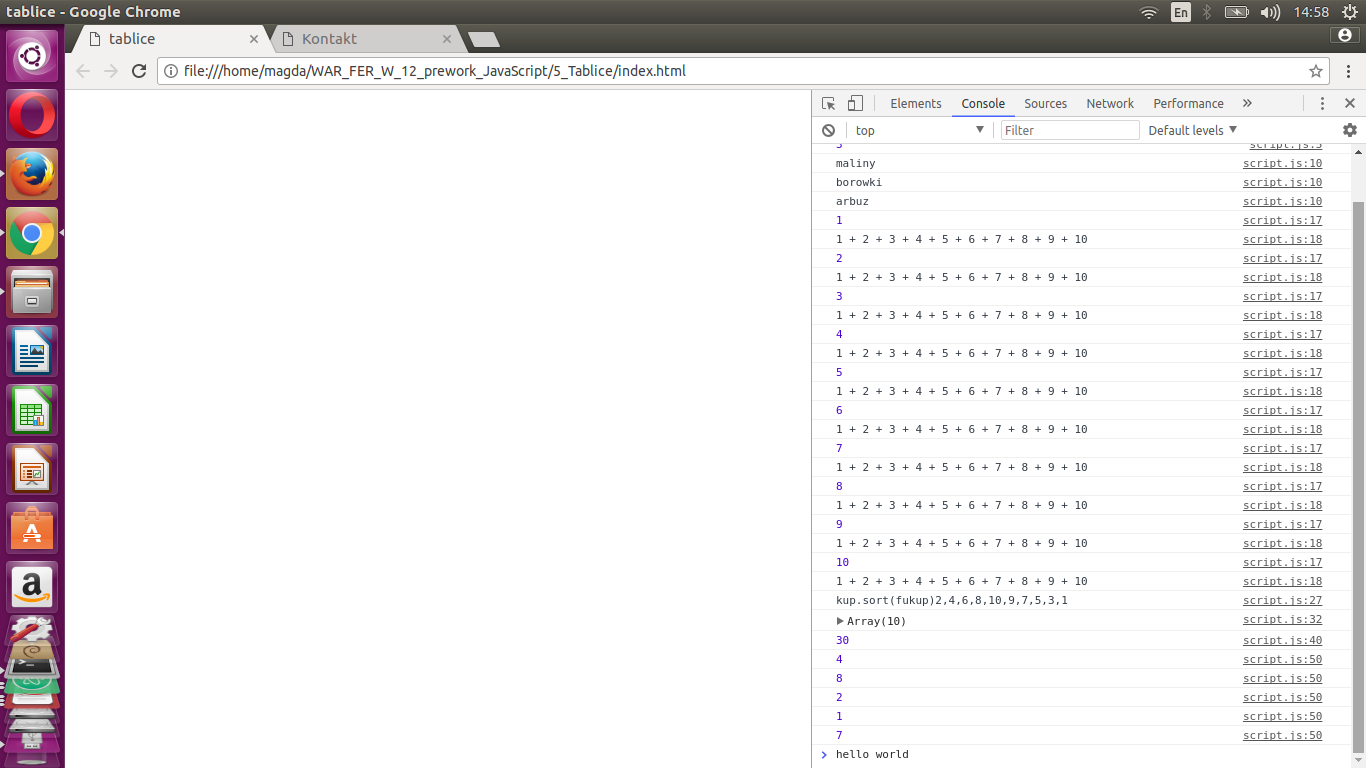 tablice - Google Chrome
En
14:58
tablice
Kontakt
file:///home/magda/WAR_FER_W_12_prework_JavaScript/5_Tablice/index.html
Elements Console Sources Network Performance »
top Filter Default levels
maliny script.js:10
borowki script.js:10
arbuz script.js:10
1 script.js:17
1 + 2 + 3 + 4 + 5 + 6 + 7 + 8 + 9 + 10 script.js:18
2 script.js:17
1 + 2 + 3 + 4 + 5 + 6 + 7 + 8 + 9 + 10 script.js:18
3 script.js:17
1 + 2 + 3 + 4 + 5 + 6 + 7 + 8 + 9 + 10 script.js:18
4 script.js:17
1 + 2 + 3 + 4 + 5 + 6 + 7 + 8 + 9 + 10 script.js:18
5 script.js:17
1 + 2 + 3 + 4 + 5 + 6 + 7 + 8 + 9 + 10 script.js:18
6 script.js:17
1 + 2 + 3 + 4 + 5 + 6 + 7 + 8 + 9 + 10 script.js:18
7 script.js:17
1 + 2 + 3 + 4 + 5 + 6 + 7 + 8 + 9 + 10 script.js:18
8 script.js:17
1 + 2 + 3 + 4 + 5 + 6 + 7 + 8 + 9 + 10 script.js:18
9 script.js:17
1 + 2 + 3 + 4 + 5 + 6 + 7 + 8 + 9 + 10 script.js:18
10 script.js:17
1 + 2 + 3 + 4 + 5 + 6 + 7 + 8 + 9 + 10 script.js:18
kup.sort(fukup)2,4,6,8,10,9,7,5,3,1 script.js:27
Array(10) script.js:32
30 script.js:40
4 script.js:50
8 script.js:50
2 script.js:50
1 script.js:50
7 script.js:50
hello world